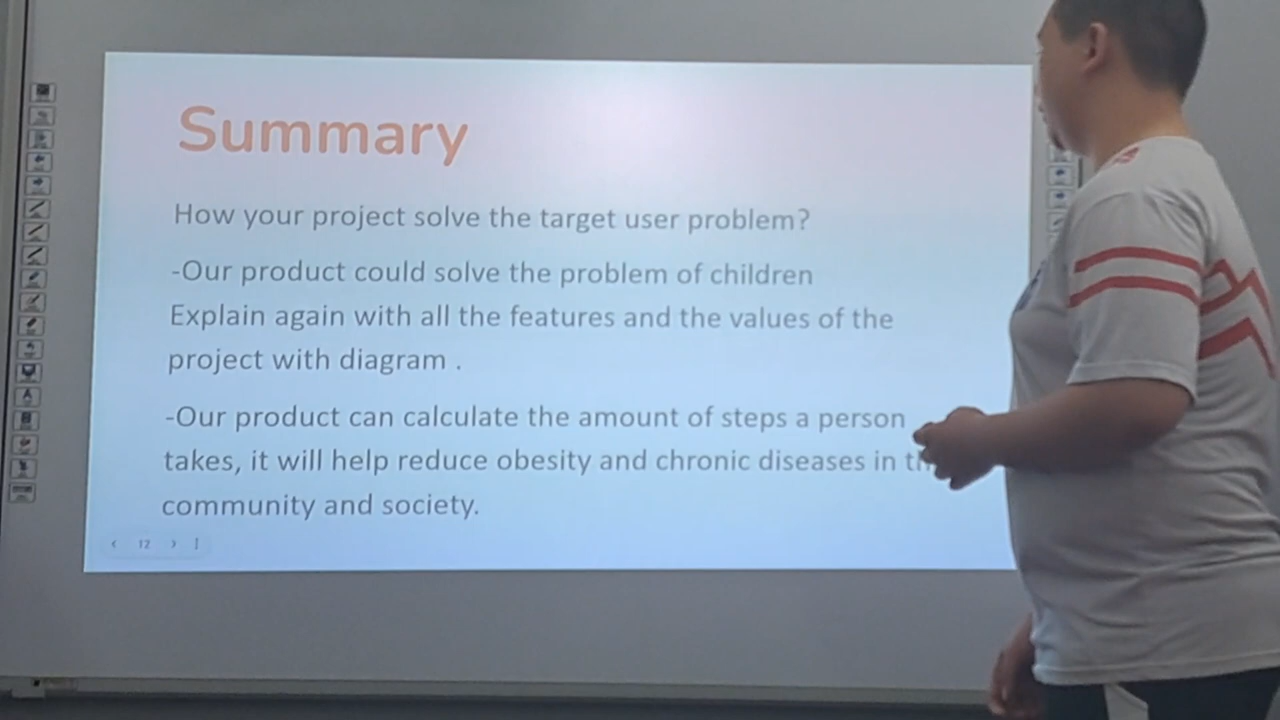 Summary
How your project solve the target user problem?
-Our product could solve the problem of children
Explain again with all the features and the values of the
project with diagram .
-Our product can calculate the amount of steps a person
takes, it will help reduce obesity and chronic diseases in
community and society.
12